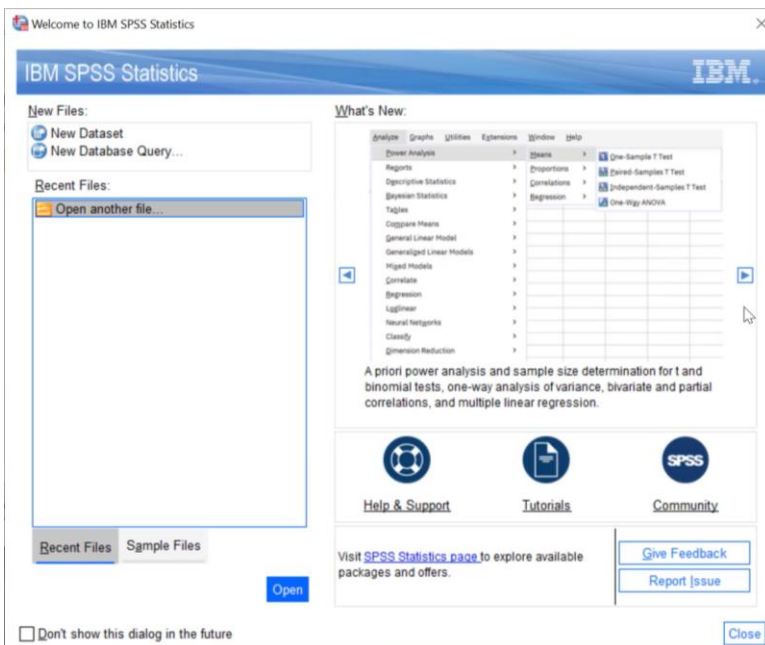 Welcome to IBM SPSS Statistics
IBM SPSS Statistics
IBM.
New Files:
New Dataset
New Database Query...
Recent Files:
Open another file...
Recent Files
Sample Files
Open
What's New:
Analyze Graphs Utilities Extensions Window Help
Power Analysis
Reports
Descriptive Statistics
Bayesian Statistics
Tables
Compare Means
General Linear Model
Generalized Linear Models
Mixed Models
Correlate
Regression
Loglinear
Neural Networks
Classify
Dimension Reduction
Means
Proportions
Correlations
Regression
One-Sample T Test
Paired-Samples T Test
Independent-Samples T Test
One-Way ANOVA
A priori power analysis and sample size determination for t and
binomial tests, one-way analysis of variance, bivariate and partial
correlations, and multiple linear regression.
SPSS
Help & Support
Tutorials
Community
Visit SPSS Statistics page to explore available
packages and offers.
Give Feedback
Report Issue
Don't show this dialog in the future
Close